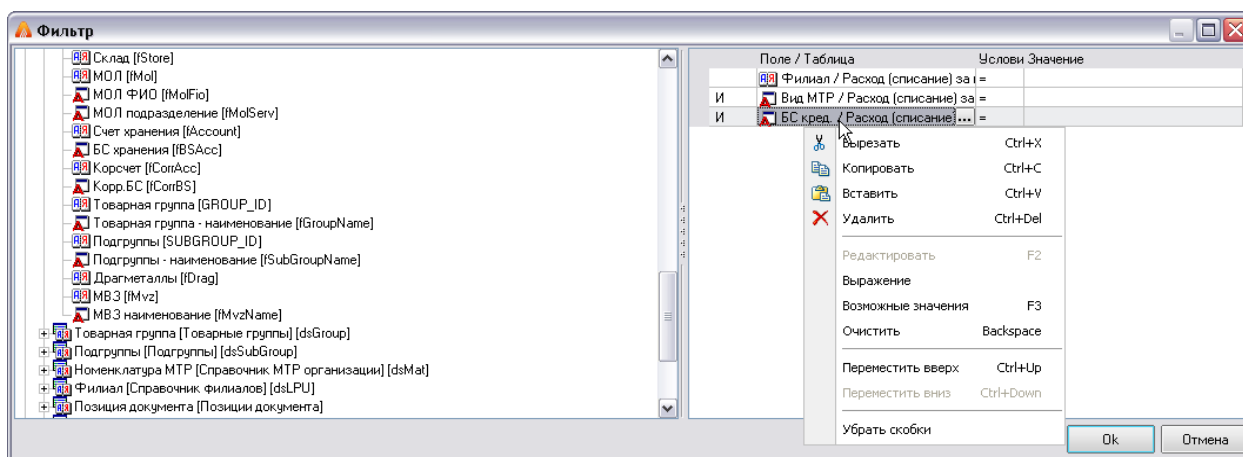 Фильтр
Склад [fStore]
МОЛ [fMol]
МОЛ ФИО [fMolFio]
МОЛ подразделение [fMolServ]
Счет хранения [fAccount]
БС хранения [fBSAcc]
Корсчет [fCorrAcc]
Корр.БС [fCorrBS]
Товарная группа [GROUP_ID]
Товарная группа - наименование [fGroupName]
Подгруппы [SUBGROUP_ID]
Подгруппы - наименование [fSubGroupName]
Драгметаллы [fDrag]
МВЗ [fMvz]
МВЗ наименование [fMvzName]
Товарная группа [Товарные группы] [dsGroup]
Подгруппы [Подгруппы] [dsSubGroup]
Номенклатура МТР [Справочник МТР организации] [dsMat]
Филиал [Справочник филиалов] [dsLPU]
Позиция документа [Позиции документа]
Поле / Таблица Услови Значение
Филиал / Расход (списание) за =
И Вид МТР / Расход (списание) за =
И БС кред. / Расход (списание) ... =
Вырезать Ctrl+X
Копировать Ctrl+C
Вставить Ctrl+V
Удалить Ctrl+Del
Редактировать F2
Выражение
Возможные значения F3
Очистить Backspace
Переместить вверх Ctrl+Up
Переместить вниз Ctrl+Down
Убрать скобки
Ok Отмена